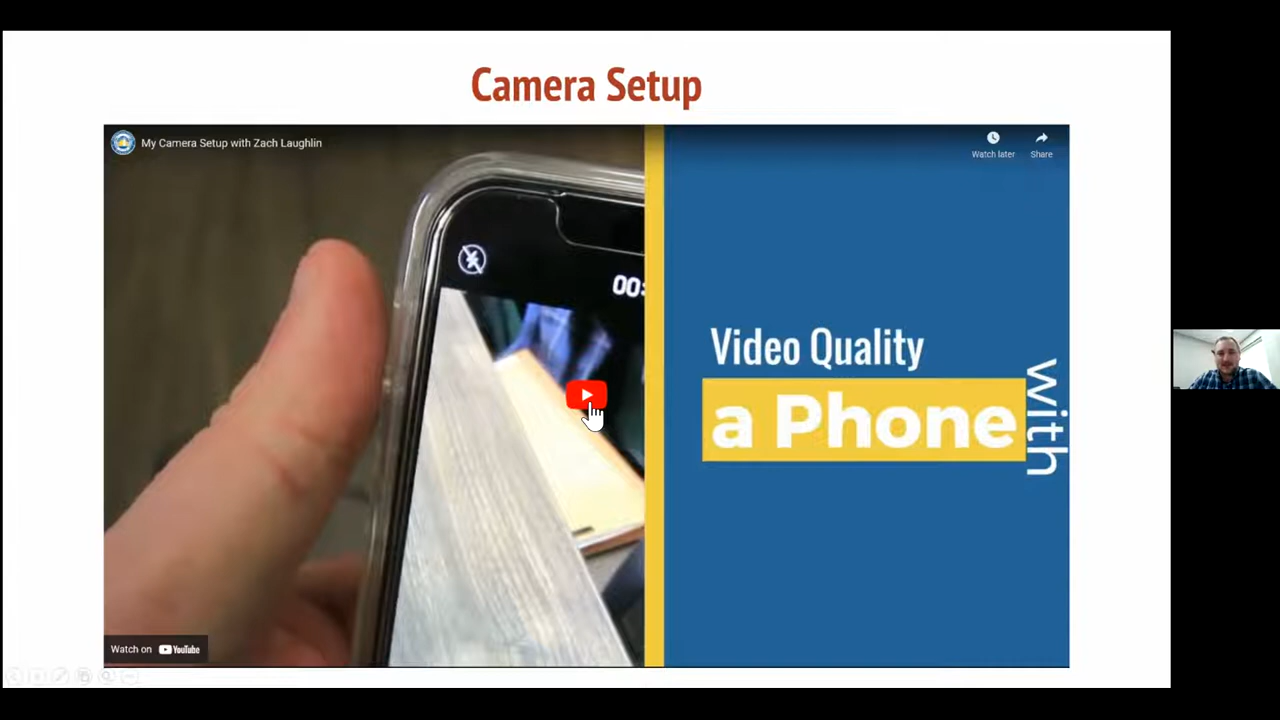 Camera Setup
My Camera Setup with Zach Laughlin
Watch later
Share
00:
Video Quality
with
a Phone
Watch on YouTube